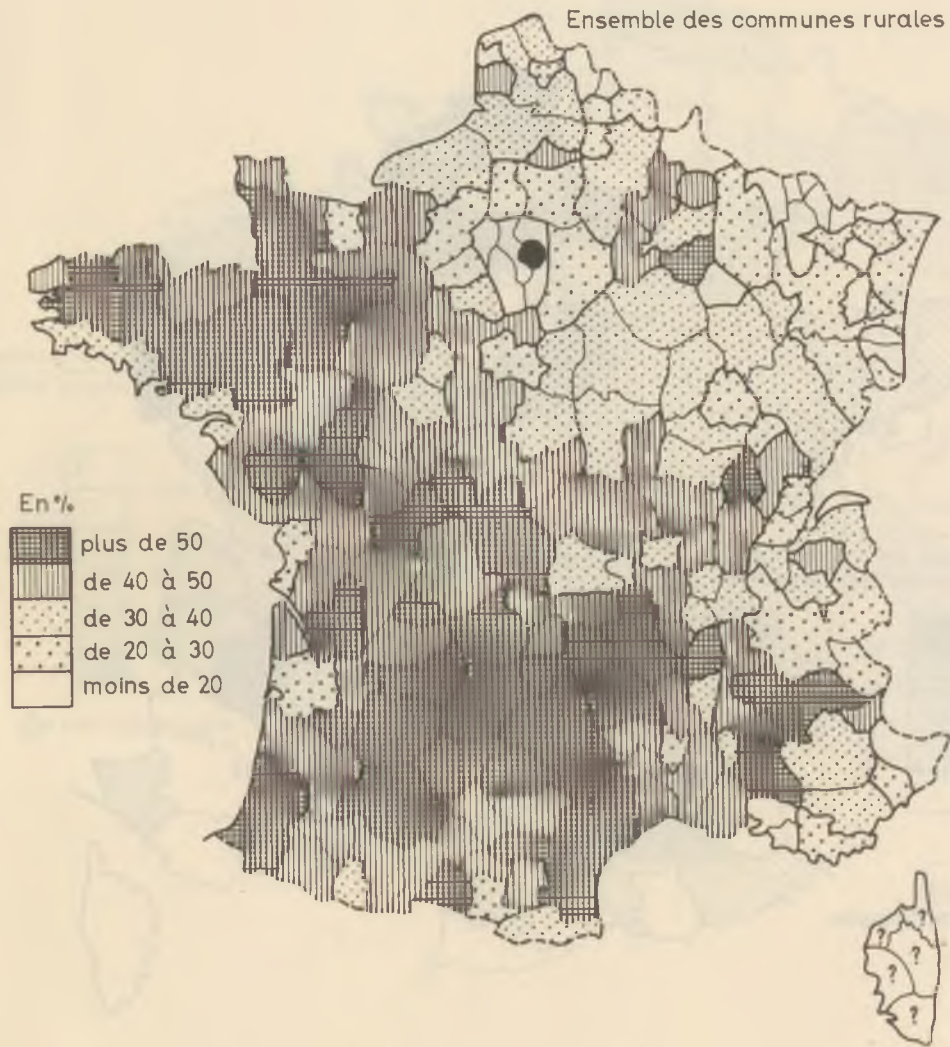 Ensemble des communes rurales
En %
plus de 50
de 40 à 50
de 30 à 40
de 20 à 30
moins de 20
?
?
?
?
?